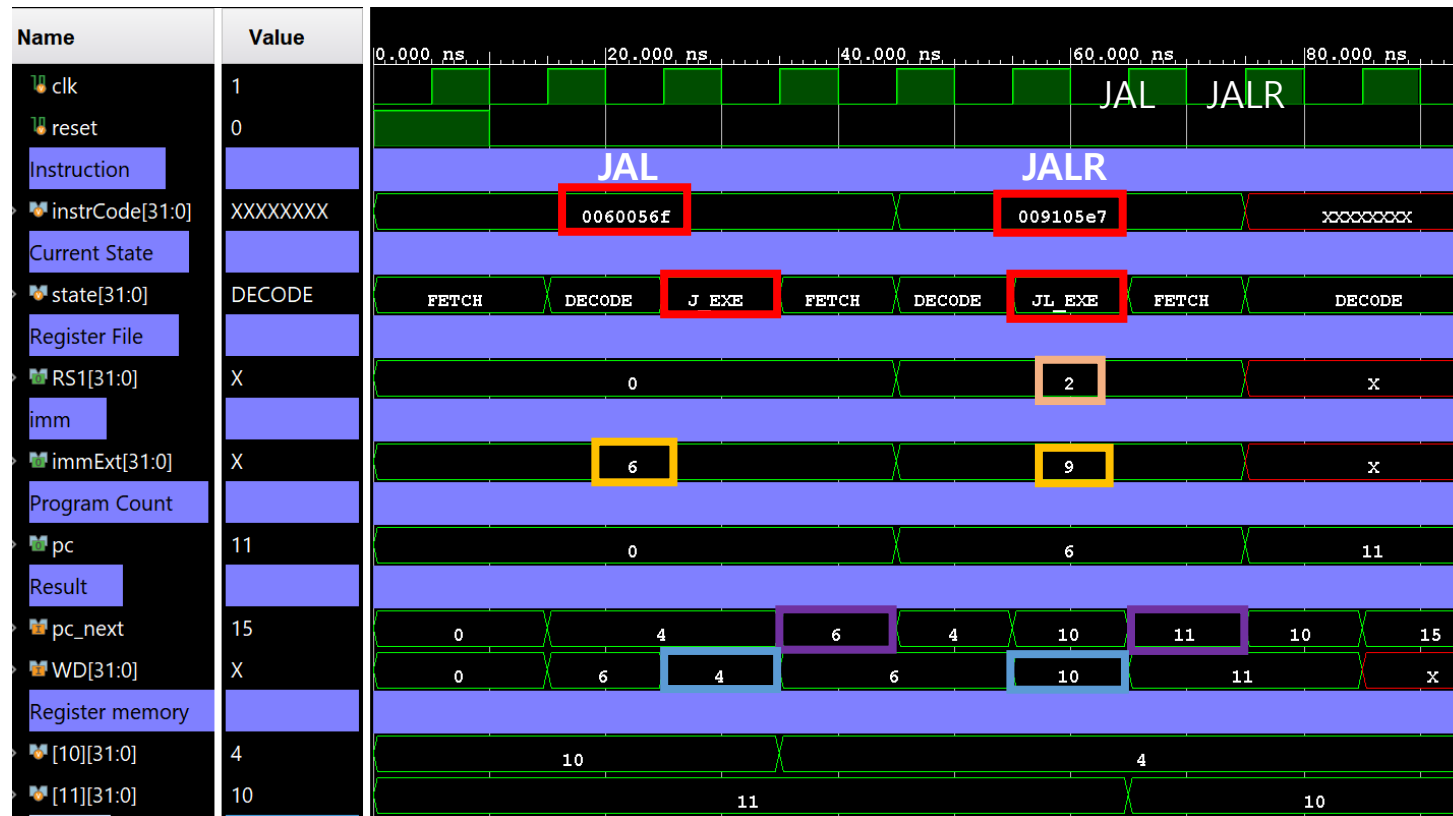 Name Value
0.000 ns 20.000 ns 40.000 ns 60.000 ns 80.000 ns
clk 1 JAL JALR
reset 0
Instruction JAL JALR
instrCode[31:0] XXXXXXXX 0060056f 009105e7 XXXXXXXX
Current State
state[31:0] DECODE FETCH DECODE J_EXE FETCH DECODE JL_EXE FETCH DECODE
Register File
RS1[31:0] X 0 2 X
imm
immExt[31:0] X 6 9 X
Program Count
pc 11 0 6 11
Result
pc_next 15 0 4 6 4 10 11 10 15
WD[31:0] X 0 6 4 6 10 11 X
Register memory
[10][31:0] 4 10 4
[11][31:0] 10 11 10